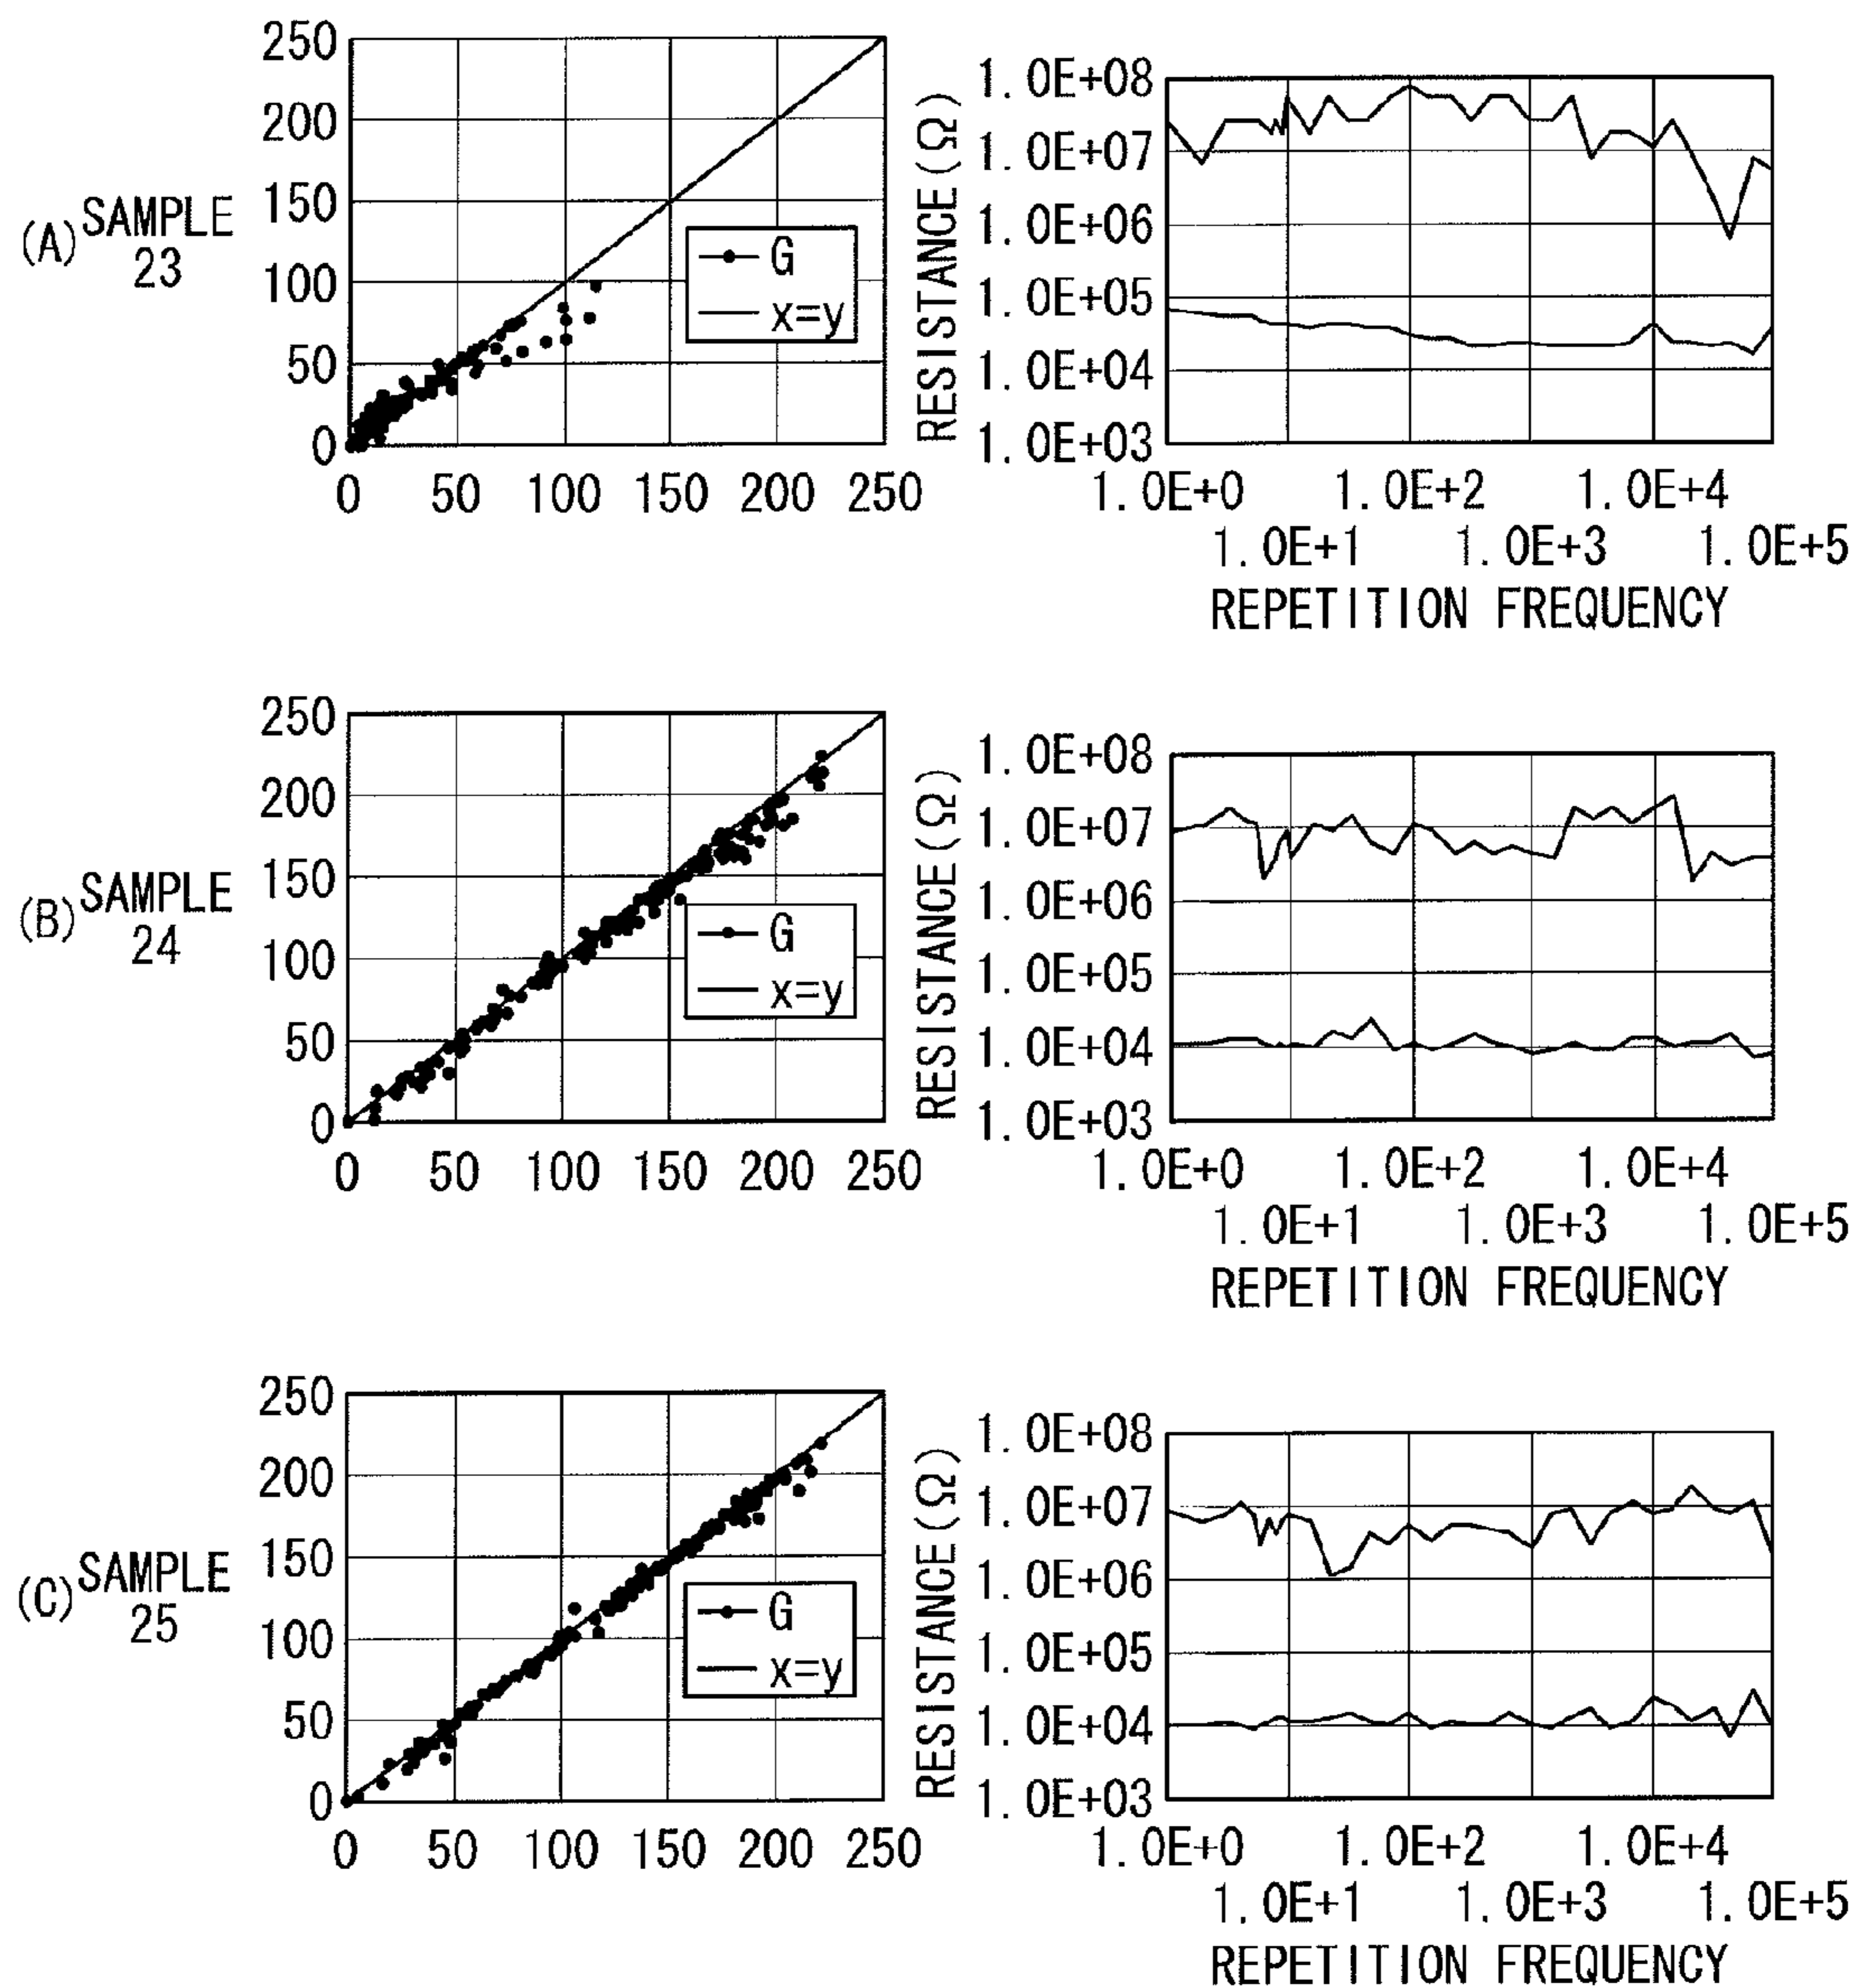 (A) SAMPLE 23
250
200
150
100
50
0
0 50 100 150 200 250
G
x=y
RESISTANCE(Ω)
1.0E+08
1.0E+07
1.0E+06
1.0E+05
1.0E+04
1.0E+03
1.0E+0 1.0E+2 1.0E+4
1.0E+1 1.0E+3 1.0E+5
REPETITION FREQUENCY
(B) SAMPLE 24
250
200
150
100
50
0
0 50 100 150 200 250
G
x=y
RESISTANCE(Ω)
1.0E+08
1.0E+07
1.0E+06
1.0E+05
1.0E+04
1.0E+03
1.0E+0 1.0E+2 1.0E+4
1.0E+1 1.0E+3 1.0E+5
REPETITION FREQUENCY
(C) SAMPLE 25
250
200
150
100
50
0
0 50 100 150 200 250
G
x=y
RESISTANCE(Ω)
1.0E+08
1.0E+07
1.0E+06
1.0E+05
1.0E+04
1.0E+03
1.0E+0 1.0E+2 1.0E+4
1.0E+1 1.0E+3 1.0E+5
REPETITION FREQUENCY